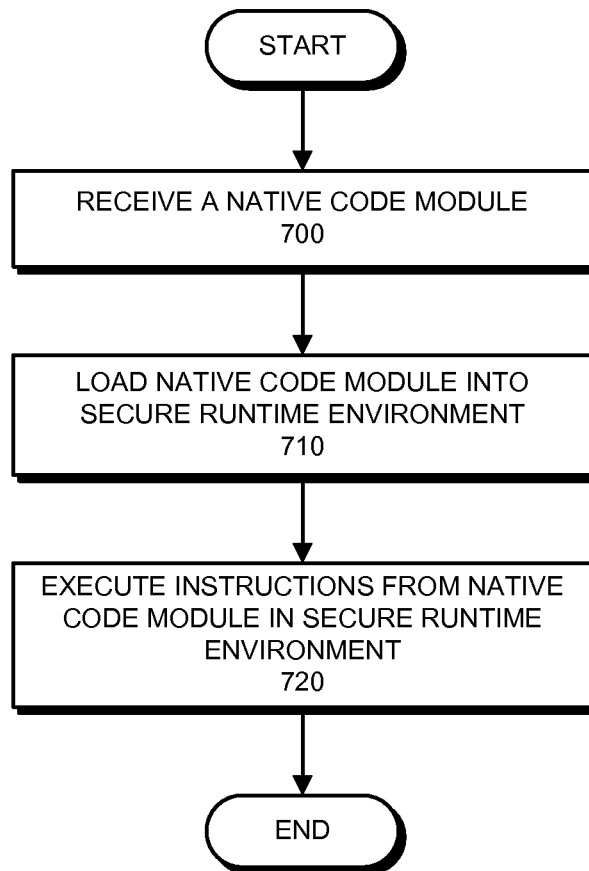 START
RECEIVE A NATIVE CODE MODULE
700
LOAD NATIVE CODE MODULE INTO
SECURE RUNTIME ENVIRONMENT
710
EXECUTE INSTRUCTIONS FROM NATIVE
CODE MODULE IN SECURE RUNTIME
ENVIRONMENT
720
END